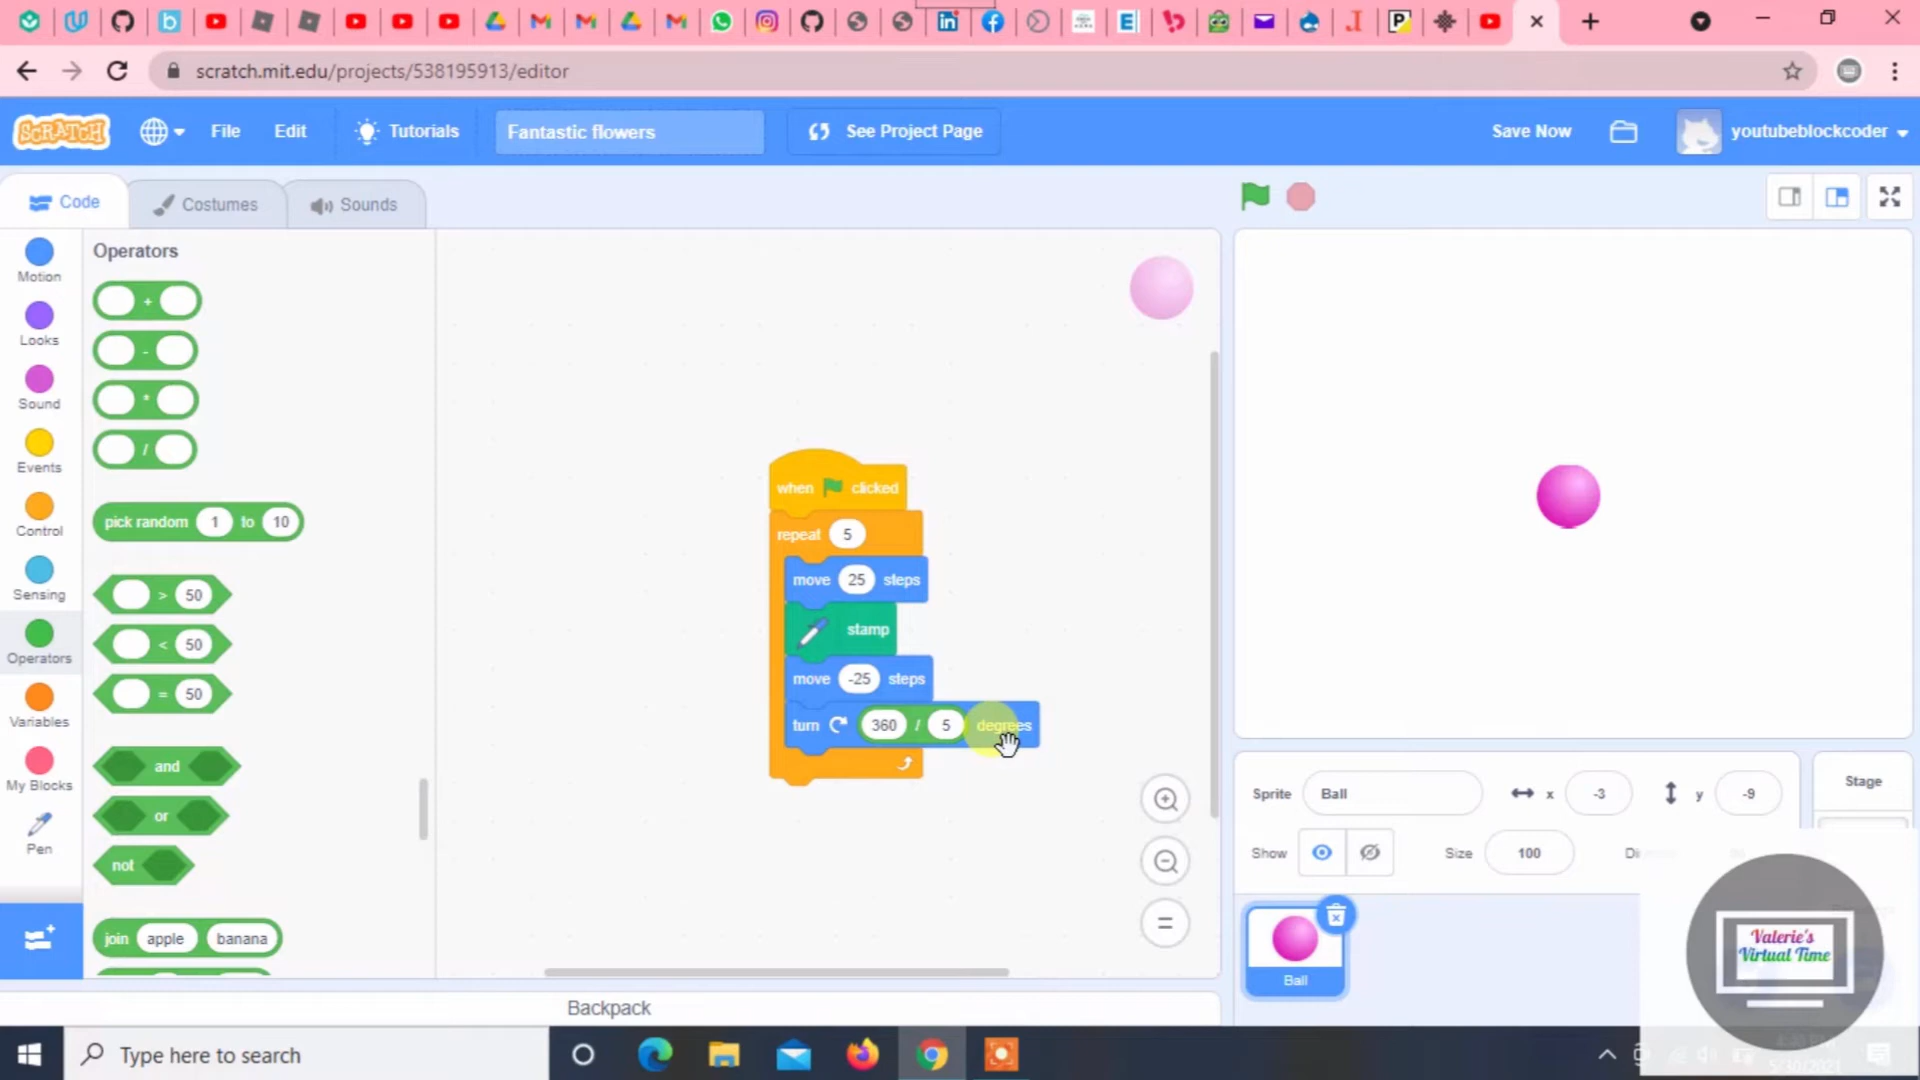 scratch.mit.edu/projects/538195913/editor
SCRATCH
File
Edit
Tutorials
Fantastic flowers
See Project Page
Save Now
youtubeblockcoder
Code
Costumes
Sounds
Motion
Looks
Sound
Events
Control
Sensing
Operators
Variables
My Blocks
Pen
Operators
+
-
*
/
pick random 1 to 10
> 50
< 50
= 50
and
or
not
join apple banana
when clicked
repeat 5
move 25 steps
stamp
move -25 steps
turn 360 / 5 degrees
Backpack
Sprite Ball x -3 y -9
Show Size 100
Ball
Stage
Valerie's
Virtual Time
Type here to search